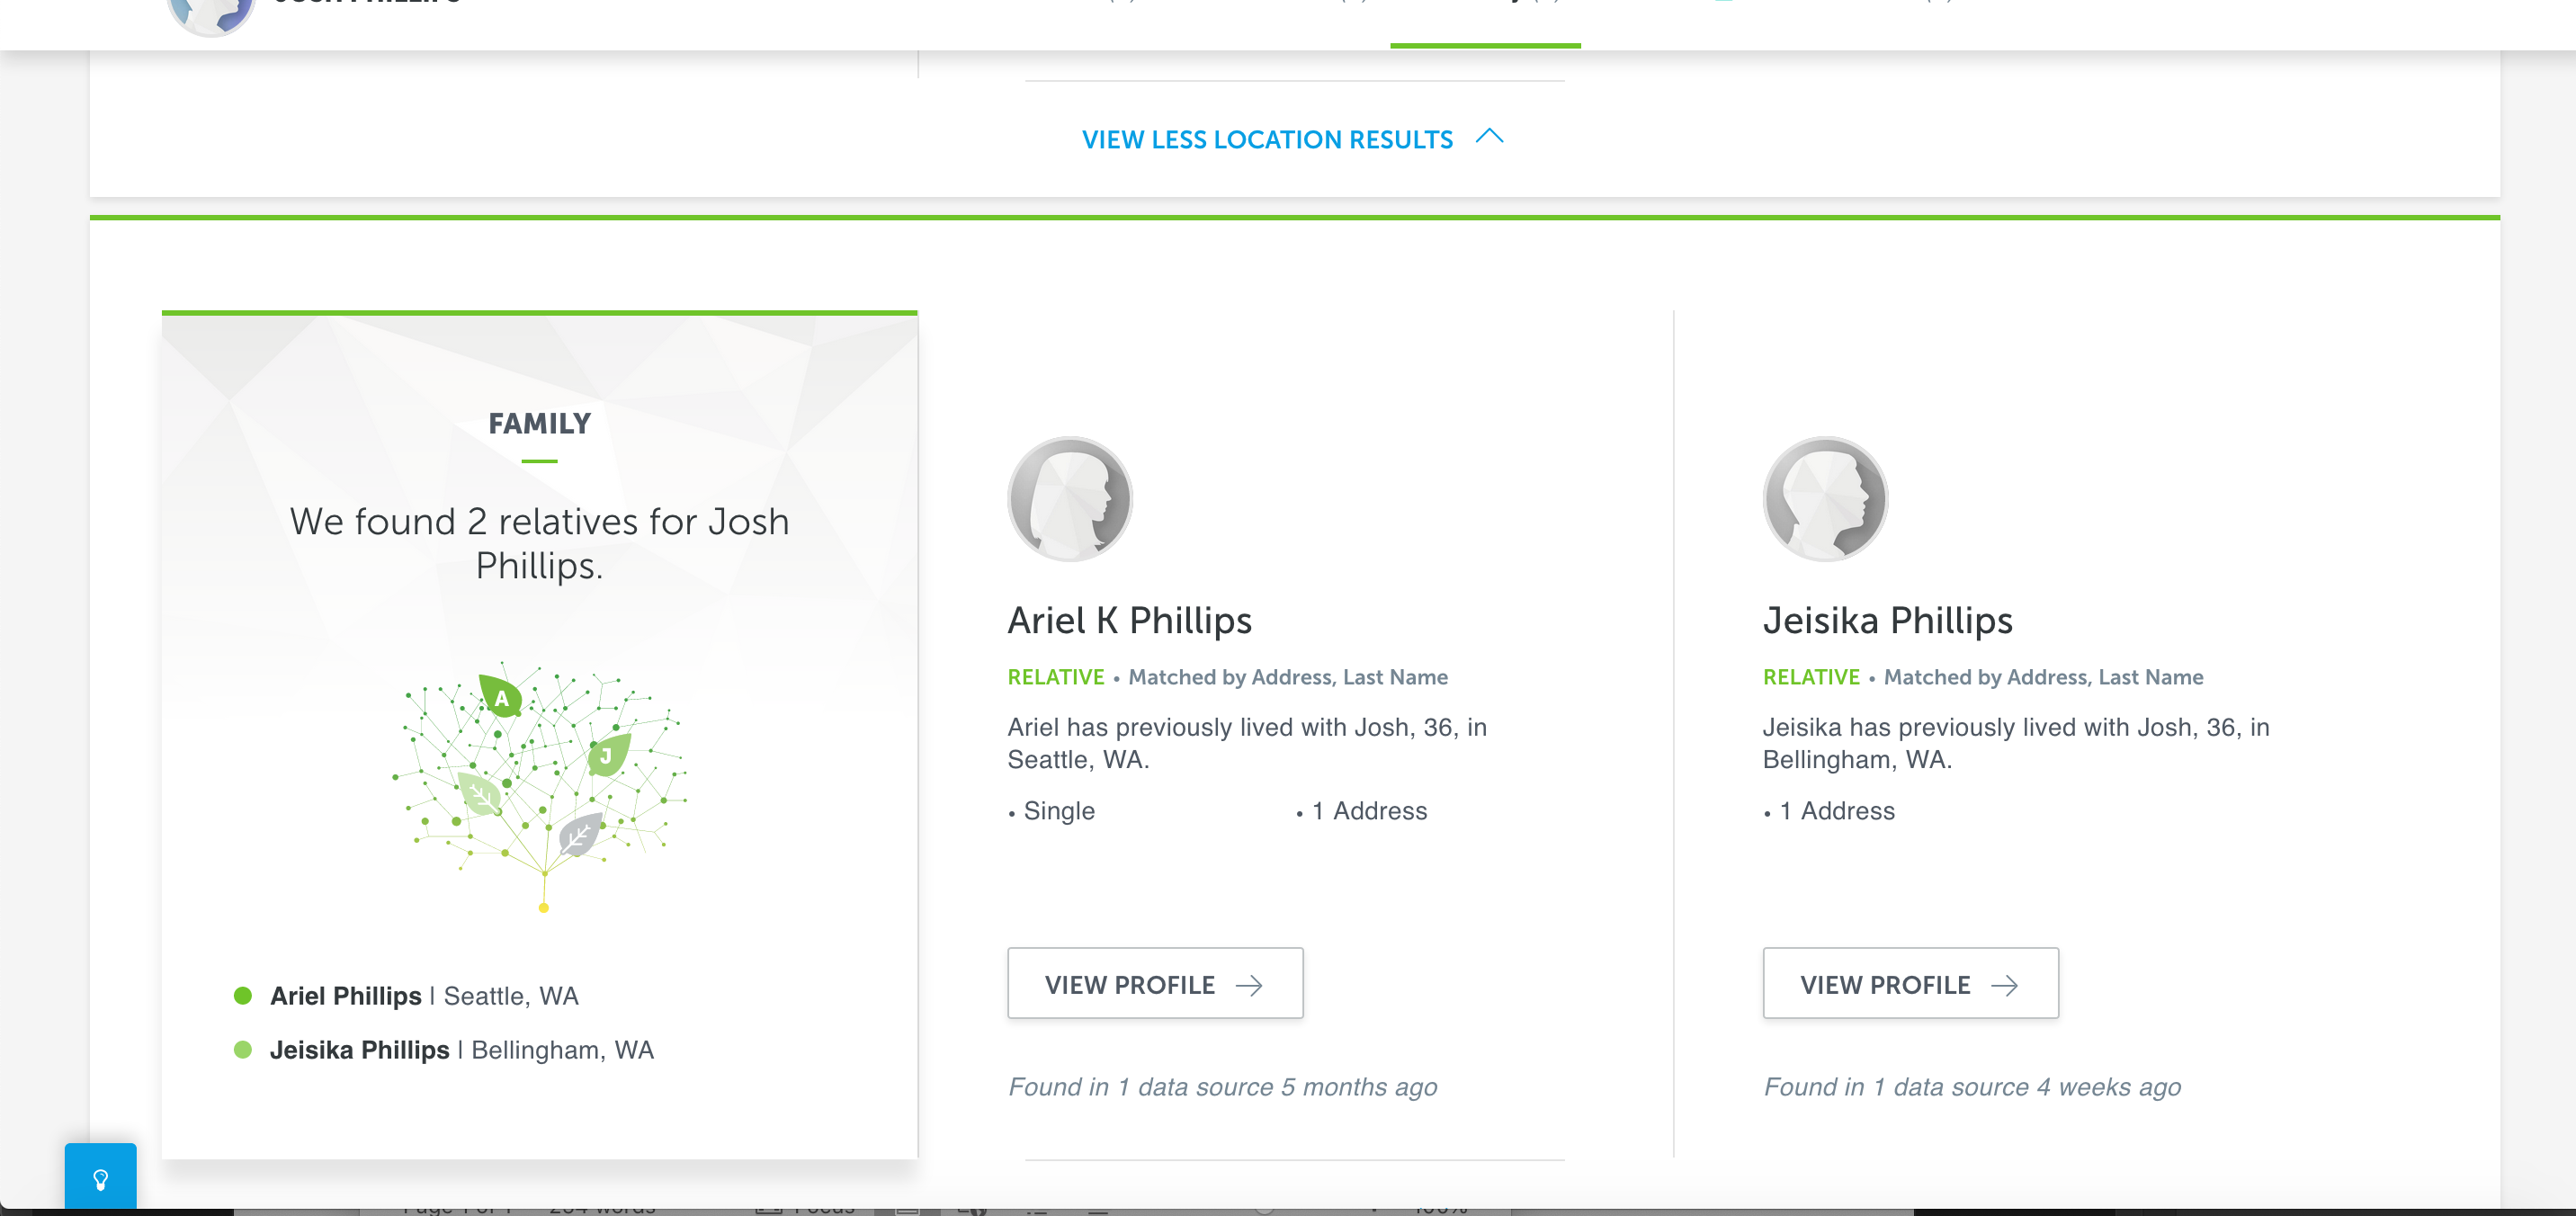 JOSH PHILLIPS
VIEW LESS LOCATION RESULTS
FAMILY
We found 2 relatives for Josh
Phillips.
A
J
Ariel Phillips | Seattle, WA
Jeisika Phillips | Bellingham, WA
Ariel K Phillips
RELATIVE • Matched by Address, Last Name
Ariel has previously lived with Josh, 36, in
Seattle, WA.
• Single • 1 Address
VIEW PROFILE
Found in 1 data source 5 months ago
Jeisika Phillips
RELATIVE • Matched by Address, Last Name
Jeisika has previously lived with Josh, 36, in
Bellingham, WA.
• 1 Address
VIEW PROFILE
Found in 1 data source 4 weeks ago